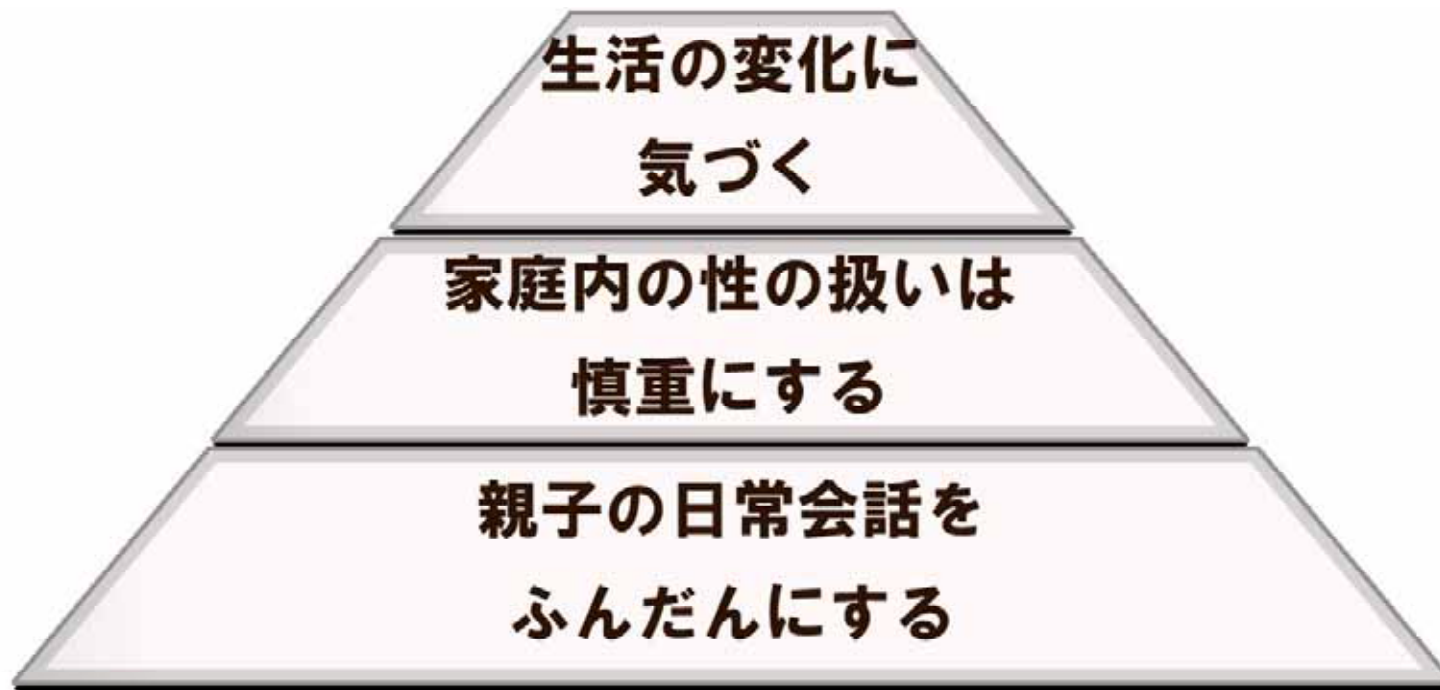 生活の変化に
気づく
家庭内の性の扱いは
慎重にする
親子の日常会話を
ふんだんにする